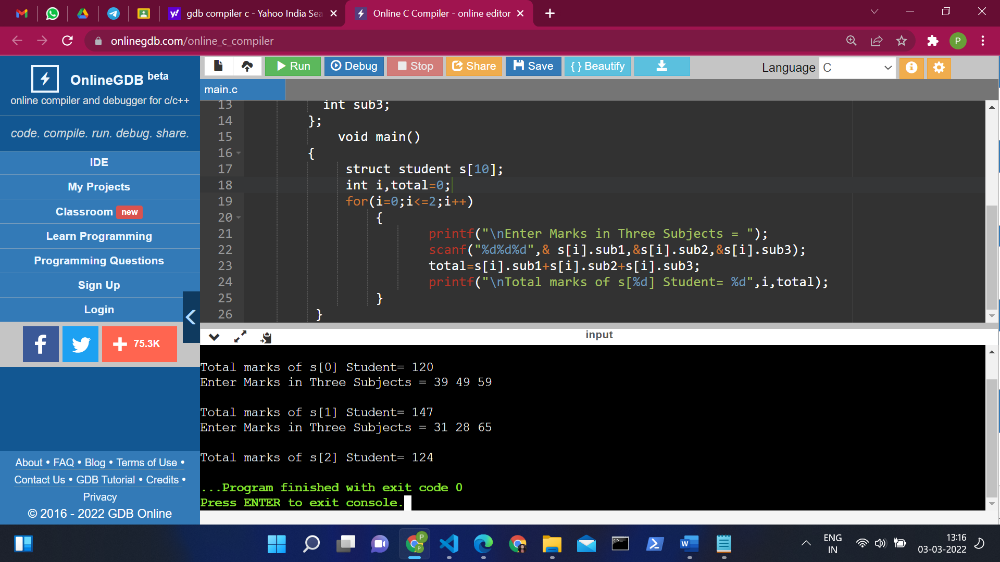 gdb compiler c - Yahoo India Sea
Online C Compiler - online editor
onlinegdb.com/online_c_compiler
P
OnlineGDB beta
online compiler and debugger for c/c++
code. compile. run. debug. share.
IDE
My Projects
Classroom new
Learn Programming
Programming Questions
Sign Up
Login
75.3K
About • FAQ • Blog • Terms of Use •
Contact Us • GDB Tutorial • Credits •
Privacy
© 2016 - 2022 GDB Online
Run Debug Stop Share Save { } Beautify
Language C
main.c
13 int sub3;
14 };
15 void main()
16 {
17 struct student s[10];
18 int i,total=0;
19 for(i=0;i<=2;i++)
20 {
21 printf("\nEnter Marks in Three Subjects = ");
22 scanf("%d%d%d",& s[i].sub1,&s[i].sub2,&s[i].sub3);
23 total=s[i].sub1+s[i].sub2+s[i].sub3;
24 printf("\nTotal marks of s[%d] Student= %d",i,total);
25 }
26 }
input
Total marks of s[0] Student= 120
Enter Marks in Three Subjects = 39 49 59
Total marks of s[1] Student= 147
Enter Marks in Three Subjects = 31 28 65
Total marks of s[2] Student= 124
...Program finished with exit code 0
Press ENTER to exit console.
ENG
IN
13:16
03-03-2022